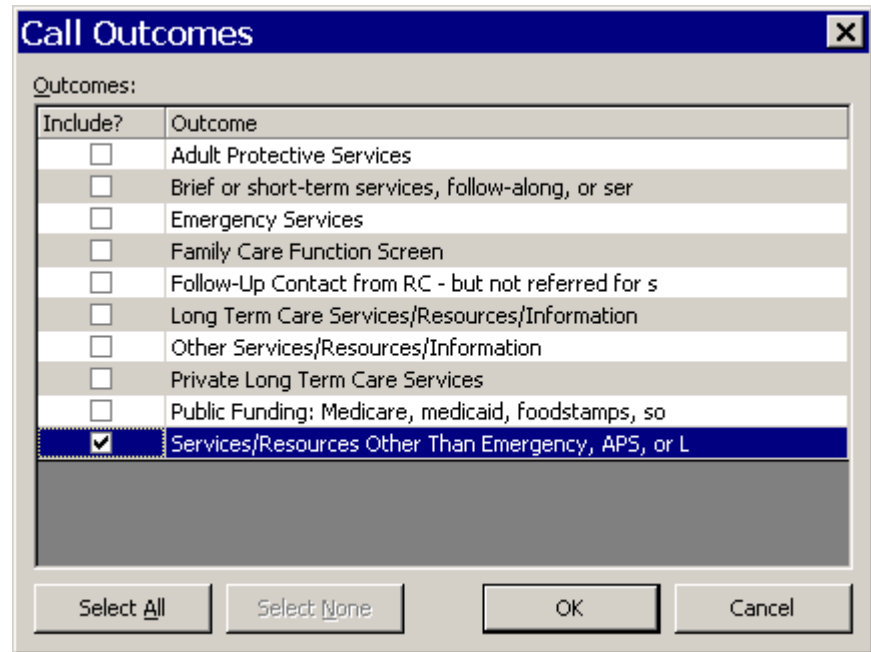 Call Outcomes
Outcomes:
Include? Outcome
Adult Protective Services
Brief or short-term services, follow-along, or ser
Emergency Services
Family Care Function Screen
Follow-Up Contact from RC - but not referred for s
Long Term Care Services/Resources/Information
Other Services/Resources/Information
Private Long Term Care Services
Public Funding: Medicare, medicaid, foodstamps, so
Services/Resources Other Than Emergency, APS, or L
Select All Select None OK Cancel